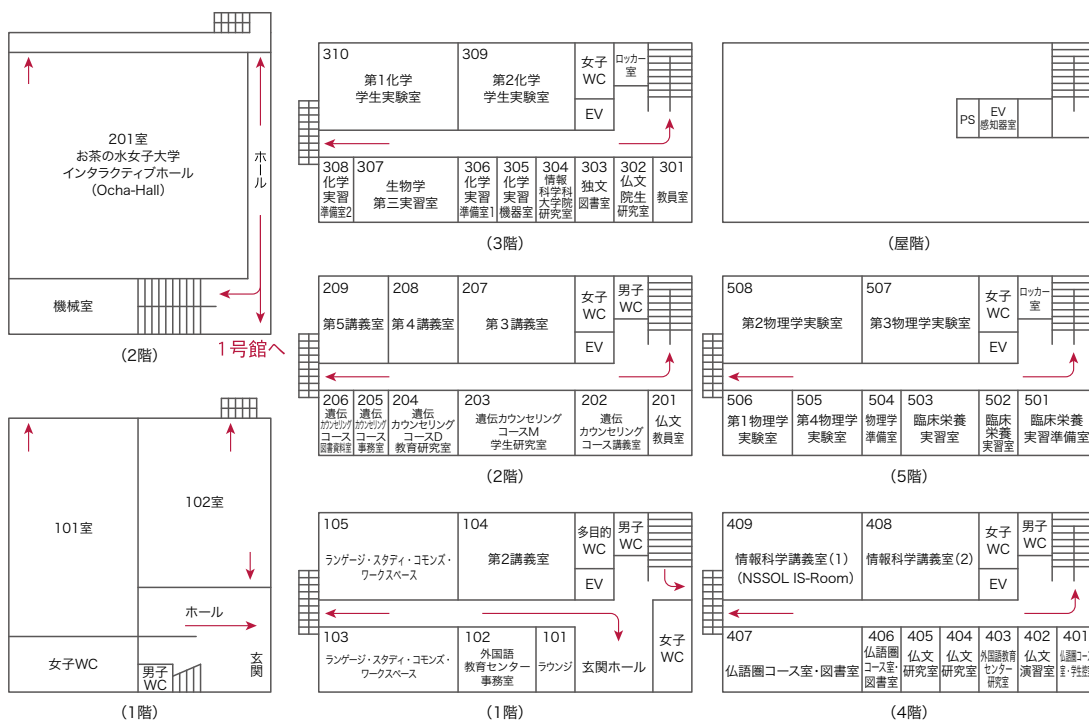 201室
お茶の水女子大学
インタラクティブホール
(Ocha-Hall)
ホール
機械室
1号館へ
(2階)
101室
102室
ホール
女子WC
男子
WC
玄関
(1階)
310
第1化学
学生実験室
309
第2化学
学生実験室
女子
WC
ロッカー
室
EV
308
化学
実習
準備室2
307
生物学
第三実習室
306
化学
実習
準備室1
305
化学
実習
機器室
304
情報
科学科
大学院
研究室
303
独文
図書室
302
仏文
院生
研究室
301
教員室
(3階)
209
第5講義室
208
第4講義室
207
第3講義室
女子
WC
男子
WC
EV
206
遺伝
カウンセリング
コース
図書資料室
205
遺伝
カウンセリング
コース
事務室
204
遺伝
カウンセリング
コースD
教育研究室
203
遺伝カウンセリング
コースM
学生研究室
202
遺伝
カウンセリング
コース講義室
201
仏文
教員室
(2階)
105
ランゲージ・スタディ・コモンズ・
ワークスペース
104
第2講義室
多目的
WC
男子
WC
EV
103
ランゲージ・スタディ・コモンズ・
ワークスペース
102
外国語
教育センター
事務室
101
ラウンジ
玄関ホール
女子
WC
(1階)
PS
EV
感知器室
(屋階)
508
第2物理学実験室
507
第3物理学実験室
女子
WC
ロッカー
室
EV
506
第1物理学
実験室
505
第4物理学
実験室
504
物理学
準備室
503
臨床栄養
実習室
502
臨床
栄養
実習室
501
臨床栄養
実習準備室
(5階)
409
情報科学講義室(1)
(NSSOL IS-Room)
408
情報科学講義室(2)
女子
WC
男子
WC
EV
407
仏語圏コース室・図書室
406
仏語圏
コース室・
図書室
405
仏文
研究室
404
仏文
研究室
403
外国語教育
センター
研究室
402
仏文
演習室
401
仏語圏コース
室・学生控室
(4階)